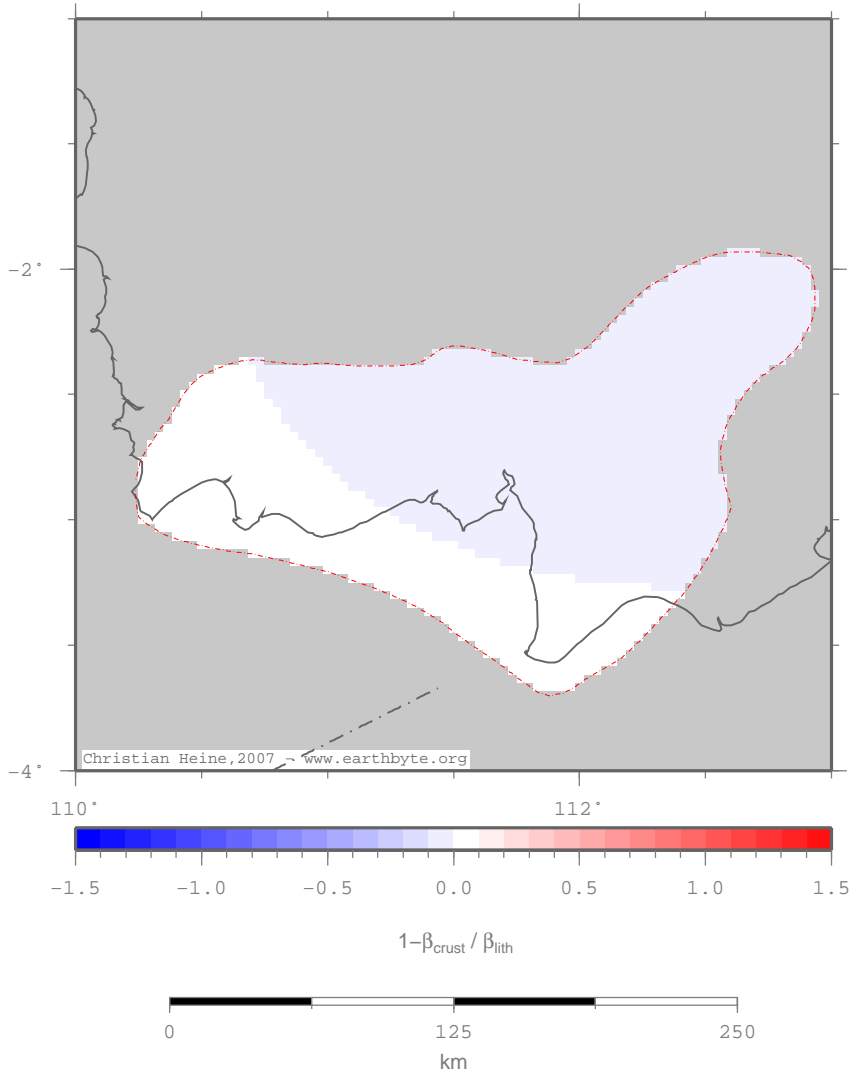 −2°
−4°
Christian Heine,2007 − www.earthbyte.org
110° 112°
−1.5 −1.0 −0.5 0.0 0.5 1.0 1.5
1−βcrust / βlith
0 125 250
km